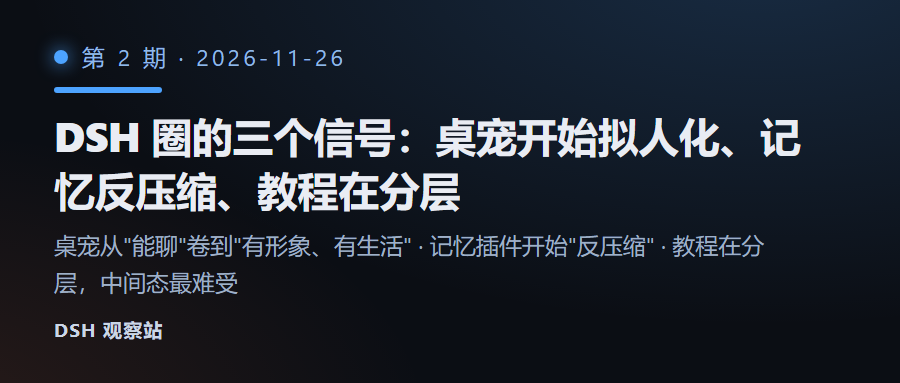 第 2 期 · 2026-11-26
DSH 圈的三个信号：桌宠开始拟人化、记
忆反压缩、教程在分层
桌宠从"能聊"卷到"有形象、有生活" · 记忆插件开始"反压缩" · 教程在分
层，中间态最难受
DSH 观察站